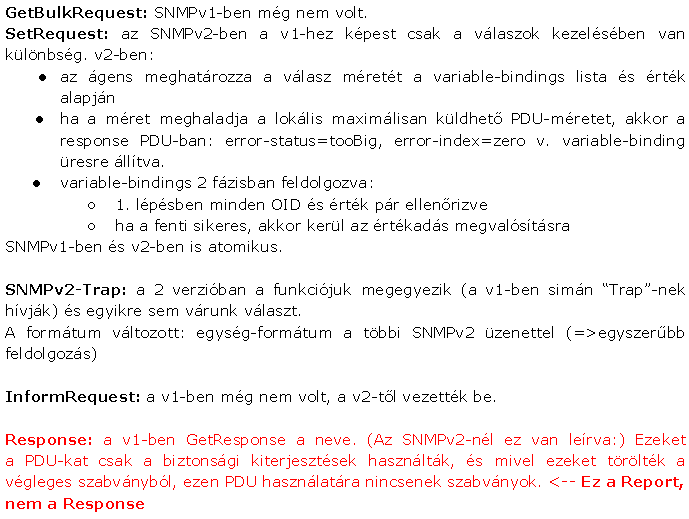 GetBulkRequest: SNMPv1-ben még nem volt.
SetRequest: az SNMPv2-ben a v1-hez képest csak a válaszok kezelésében van
különbség. v2-ben:
● az ágens meghatározza a válasz méretét a variable-bindings lista és érték
alapján
● ha a méret meghaladja a lokális maximálisan küldhető PDU-méretet, akkor a
response PDU-ban: error-status=tooBig, error-index=zero v. variable-binding
üresre állítva.
● variable-bindings 2 fázisban feldolgozva:
○ 1. lépésben minden OID és érték pár ellenőrizve
○ ha a fenti sikeres, akkor kerül az értékadás megvalósításra
SNMPv1-ben és v2-ben is atomikus.
SNMPv2-Trap: a 2 verzióban a funkciójuk megegyezik (a v1-ben simán “Trap”-nek
hívják) és egyikre sem várunk választ.
A formátum változott: egység-formátum a többi SNMPv2 üzenettel (=>egyszerűbb
feldolgozás)
InformRequest: a v1-ben még nem volt, a v2-től vezették be.
Response: a v1-ben GetResponse a neve. (Az SNMPv2-nél ez van leírva:) Ezeket
a PDU-kat csak a biztonsági kiterjesztések használták, és mivel ezeket törölték a
végleges szabványból, ezen PDU használatára nincsenek szabványok. <-- Ez a Report,
nem a Response